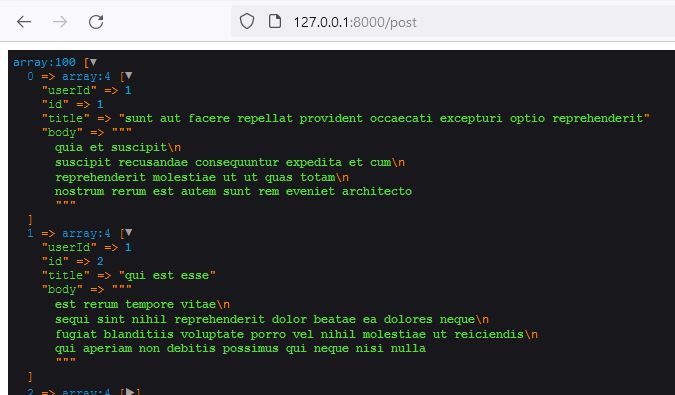 127.0.0.1:8000/post
array:100 [▼
  0 => array:4 [▼
    "userId" => 1
    "id" => 1
    "title" => "sunt aut facere repellat provident occaecati excepturi optio reprehenderit"
    "body" => """
      quia et suscipit\n
      suscipit recusandae consequuntur expedita et cum\n
      reprehenderit molestiae ut ut quas totam\n
      nostrum rerum est autem sunt rem eveniet architecto
      """
  ]
  1 => array:4 [▼
    "userId" => 1
    "id" => 2
    "title" => "qui est esse"
    "body" => """
      est rerum tempore vitae\n
      sequi sint nihil reprehenderit dolor beatae ea dolores neque\n
      fugiat blanditiis voluptate porro vel nihil molestiae ut reiciendis\n
      qui aperiam non debitis possimus qui neque nisi nulla
      """
  ]
  2 => array:4 [▶]